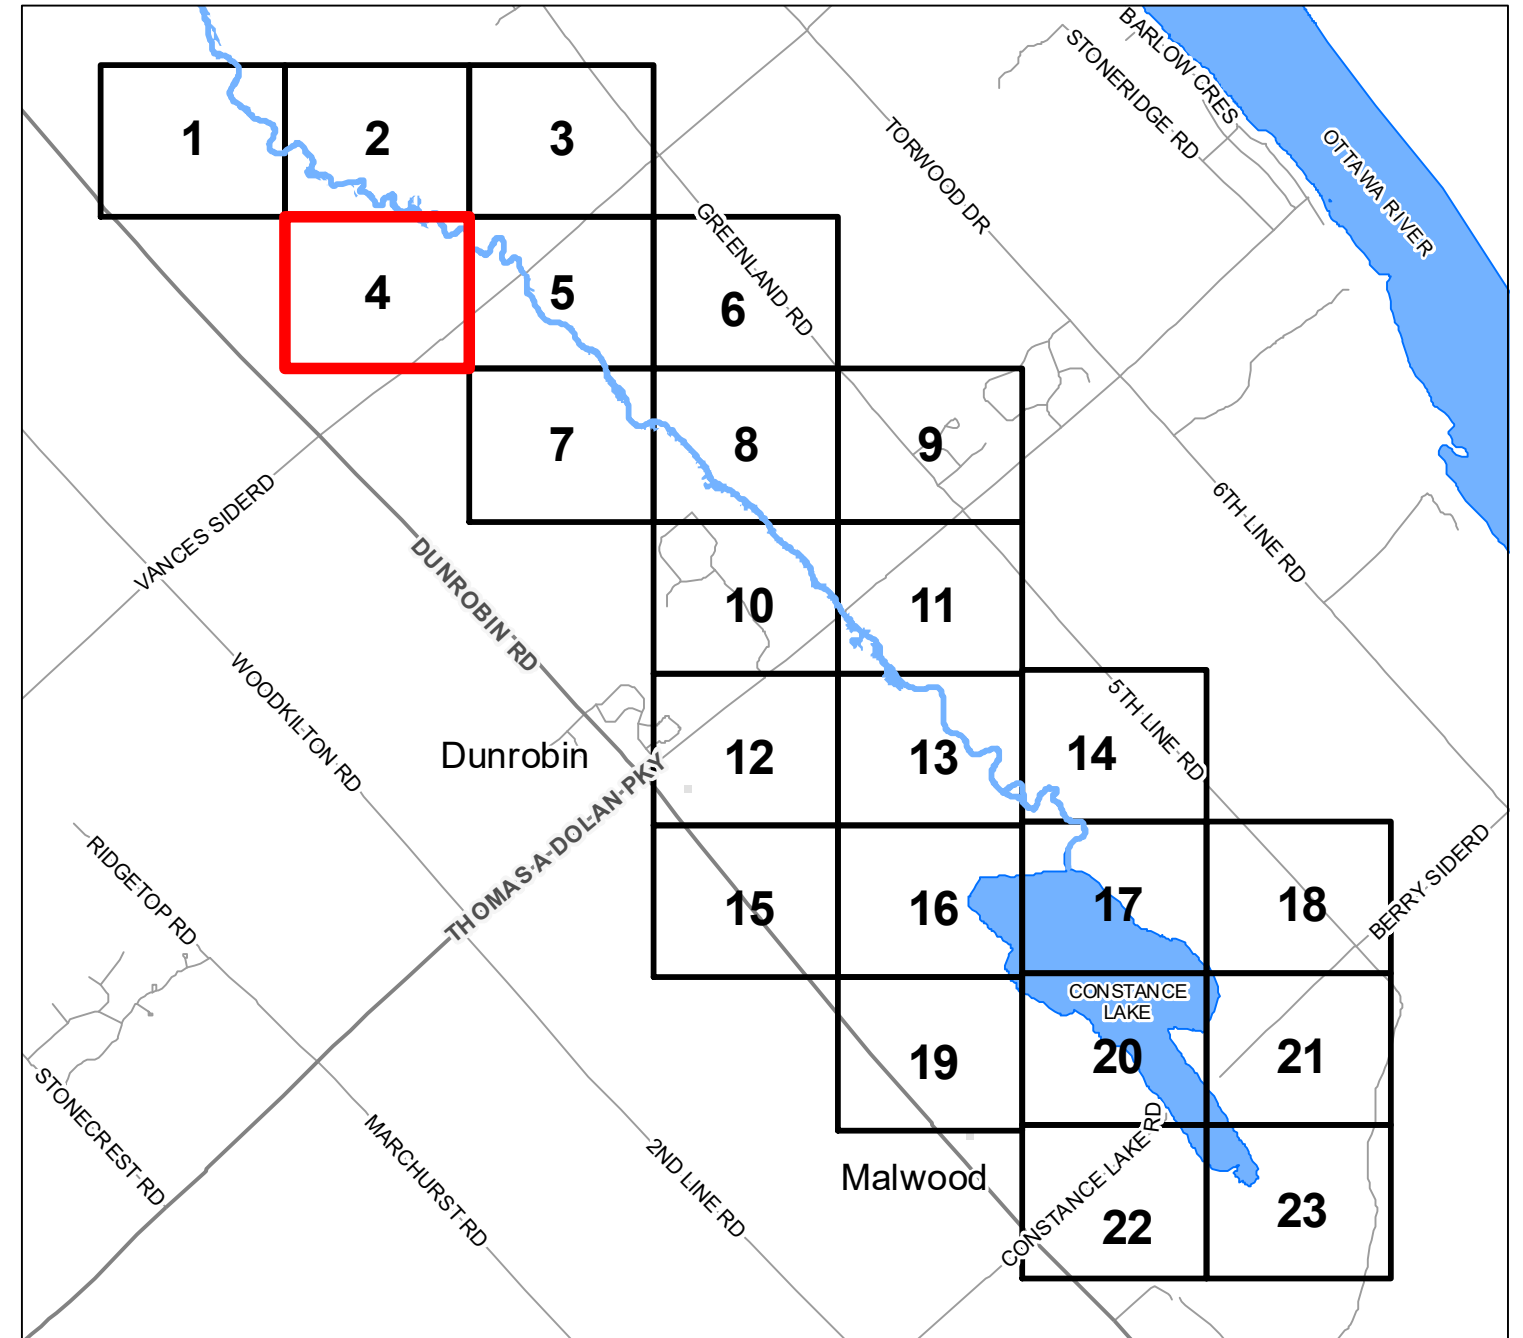 BARLOW CRES
STONERIDGE RD
OTTAWA RIVER
TORWOOD DR
1
2
3
GREENLAND RD
4
5
6
7
8
9
VANCES SIDERD
DUNROBIN RD
6TH LINE RD
10
11
WOODKILTON RD
5TH LINE RD
Dunrobin
12
13
14
THOMAS A DOLAN PKY
RIDGETOP RD
BERRY SIDERD
15
16
17
18
CONSTANCE
LAKE
19
20
21
STONECREST RD
MARCHURST RD
2ND LINE RD
Malwood
CONSTANCE LAKE RD
22
23